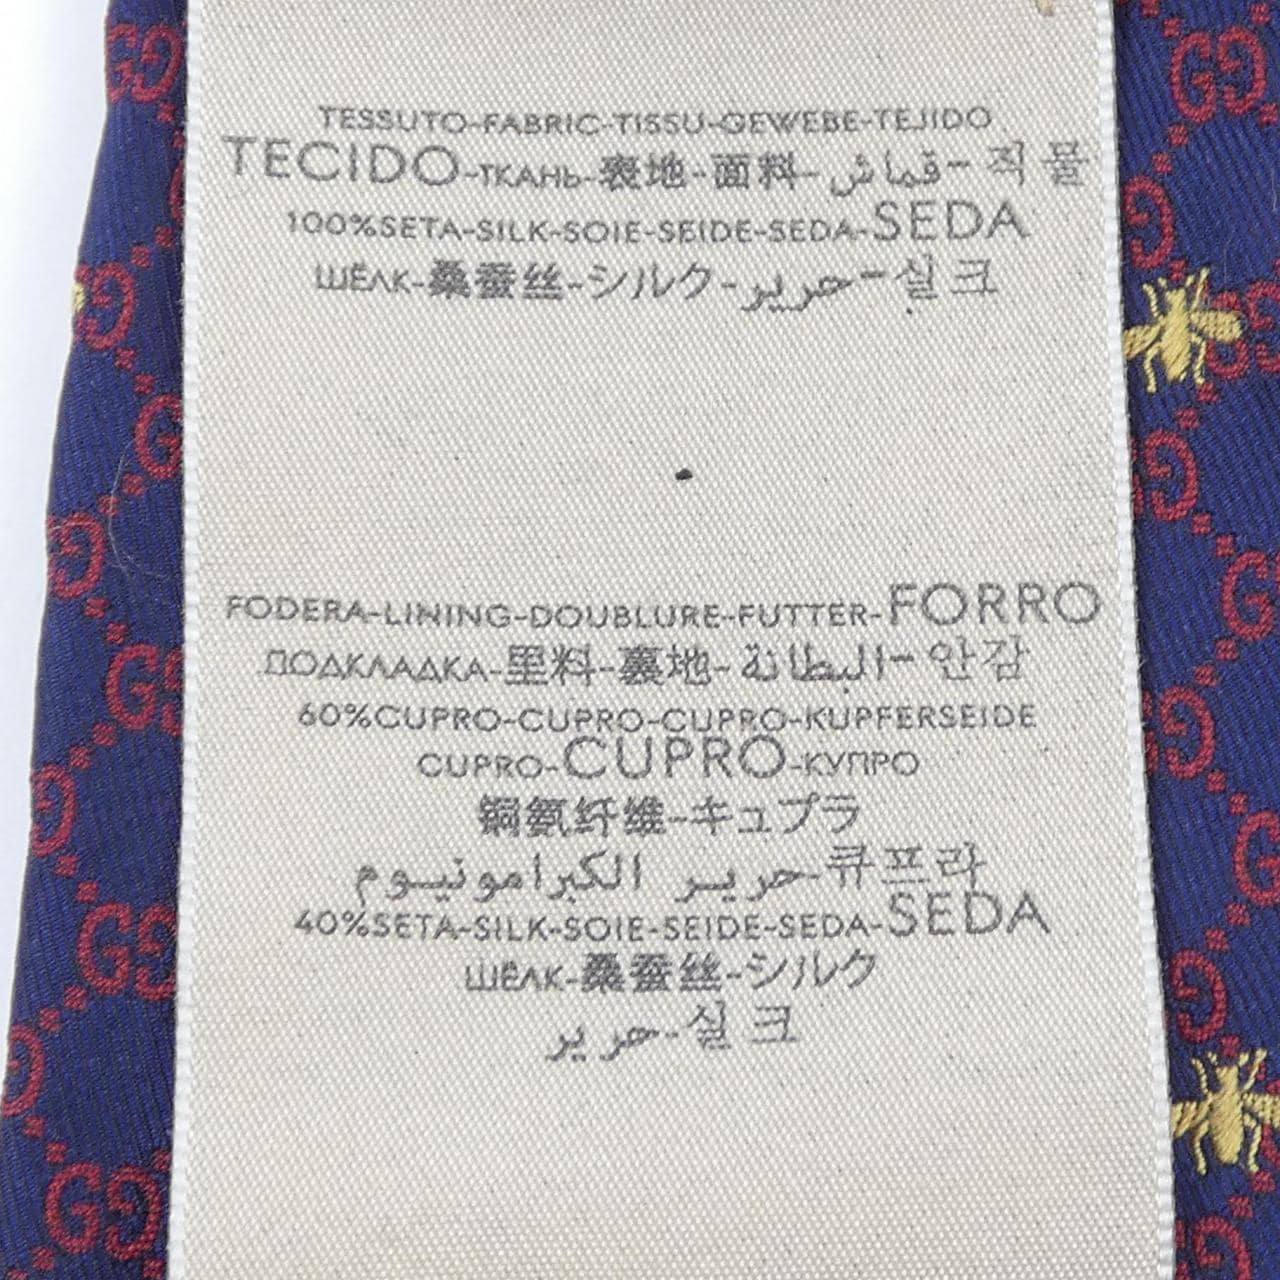 TESSUTO-FABRIC-TISSU-GEWEBE-TEJIDO
TECIDO-ТКАНЬ-表地-面料-قماش-직물
100%SETA-SILK-SOIE-SEIDE-SEDA-SEDA
ШЁЛК-桑蚕丝-シルク-حرير-실크
FODERA-LINING-DOUBLURE-FUTTER-FORRO
ПОДКЛАДКА-里料-裏地-البطانة-안감
60%CUPRO-CUPRO-CUPRO-KUPFERSEIDE
CUPRO-CUPRO-КУПРО
铜氨纤维-キュプラ
حرير الكبرامونيوم-큐프라
40%SETA-SILK-SOIE-SEIDE-SEDA-SEDA
ШЁЛК-桑蚕丝-シルク
حرير-실크